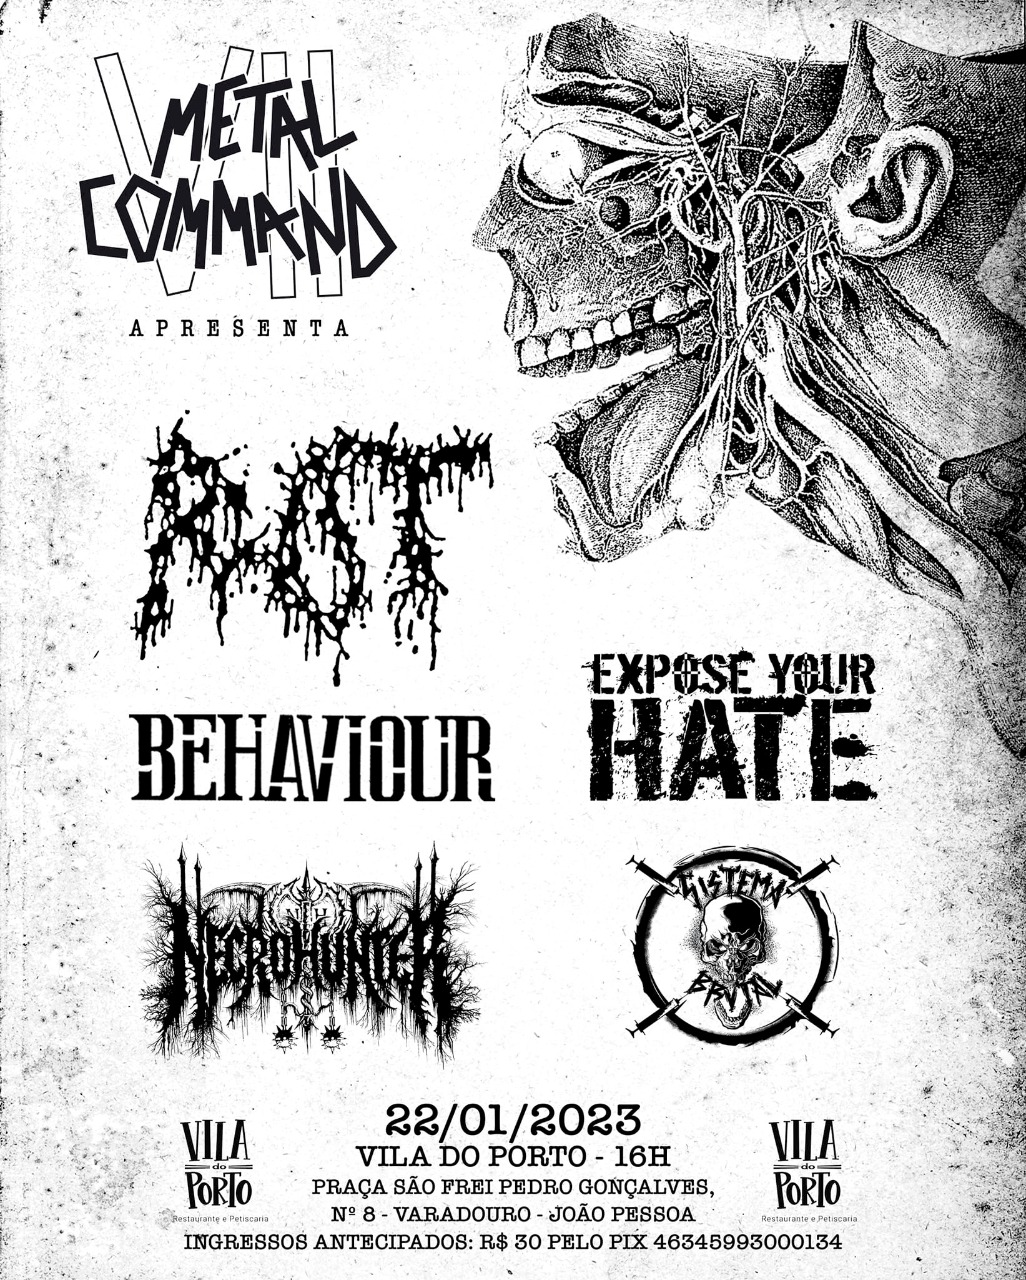 VII
METAL
COMMAND
APRESENTA
ROT
EXPOSE YOUR
HATE
BEHAVIOUR
NH
NECROHUNTER
SISTEMA
BRUTAL
22/01/2023
VILA DO PORTO - 16H
PRAÇA SÃO FREI PEDRO GONÇALVES,
Nº 8 - VARADOURO - JOÃO PESSOA
INGRESSOS ANTECIPADOS: R$ 30 PELO PIX 46345993000134
VILA
do
PORTO
Restaurante e Petiscaria
VILA
do
PORTO
Restaurante e Petiscaria